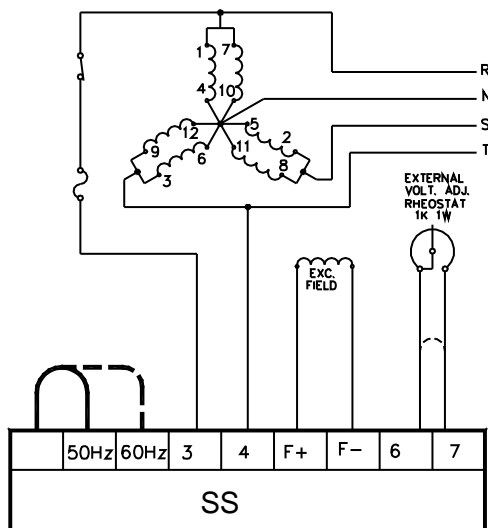 1 7
R
4 10
N
12 5
S
2
9 6 11
T
3 8
EXTERNAL
VOLT. ADJ.
RHEOSTAT
1K 1W
EXC.
FIELD
50Hz 60Hz 3 4 F+ F- 6 7
SS